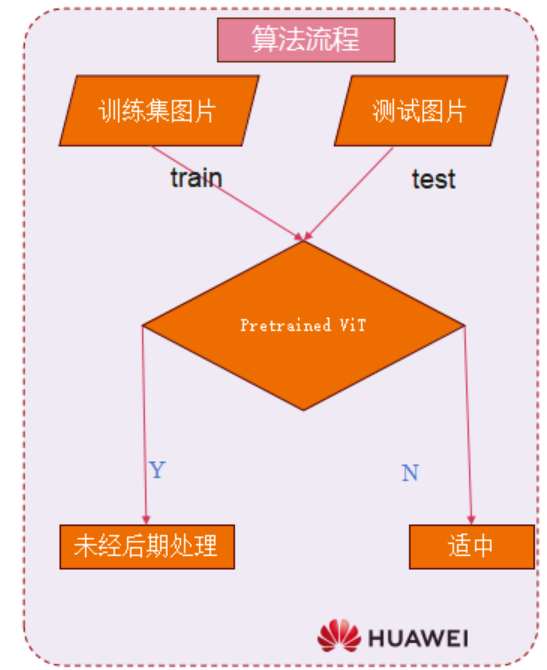 算法流程
训练集图片
测试图片
train
test
Pretrained ViT
Y
N
未经后期处理
适中
HUAWEI